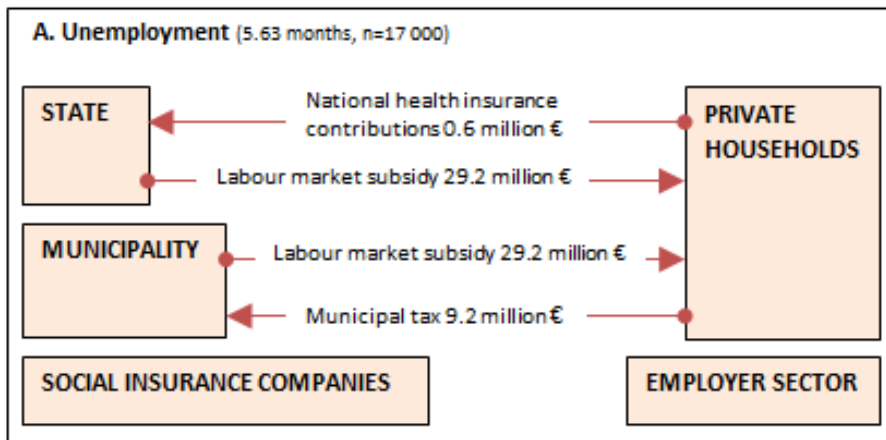 A. Unemployment (5.63 months, n=17 000)
STATE
National health insurance
contributions 0.6 million €
PRIVATE
HOUSEHOLDS
Labour market subsidy 29.2 million €
MUNICIPALITY
Labour market subsidy 29.2 million €
Municipal tax 9.2 million €
SOCIAL INSURANCE COMPANIES
EMPLOYER SECTOR